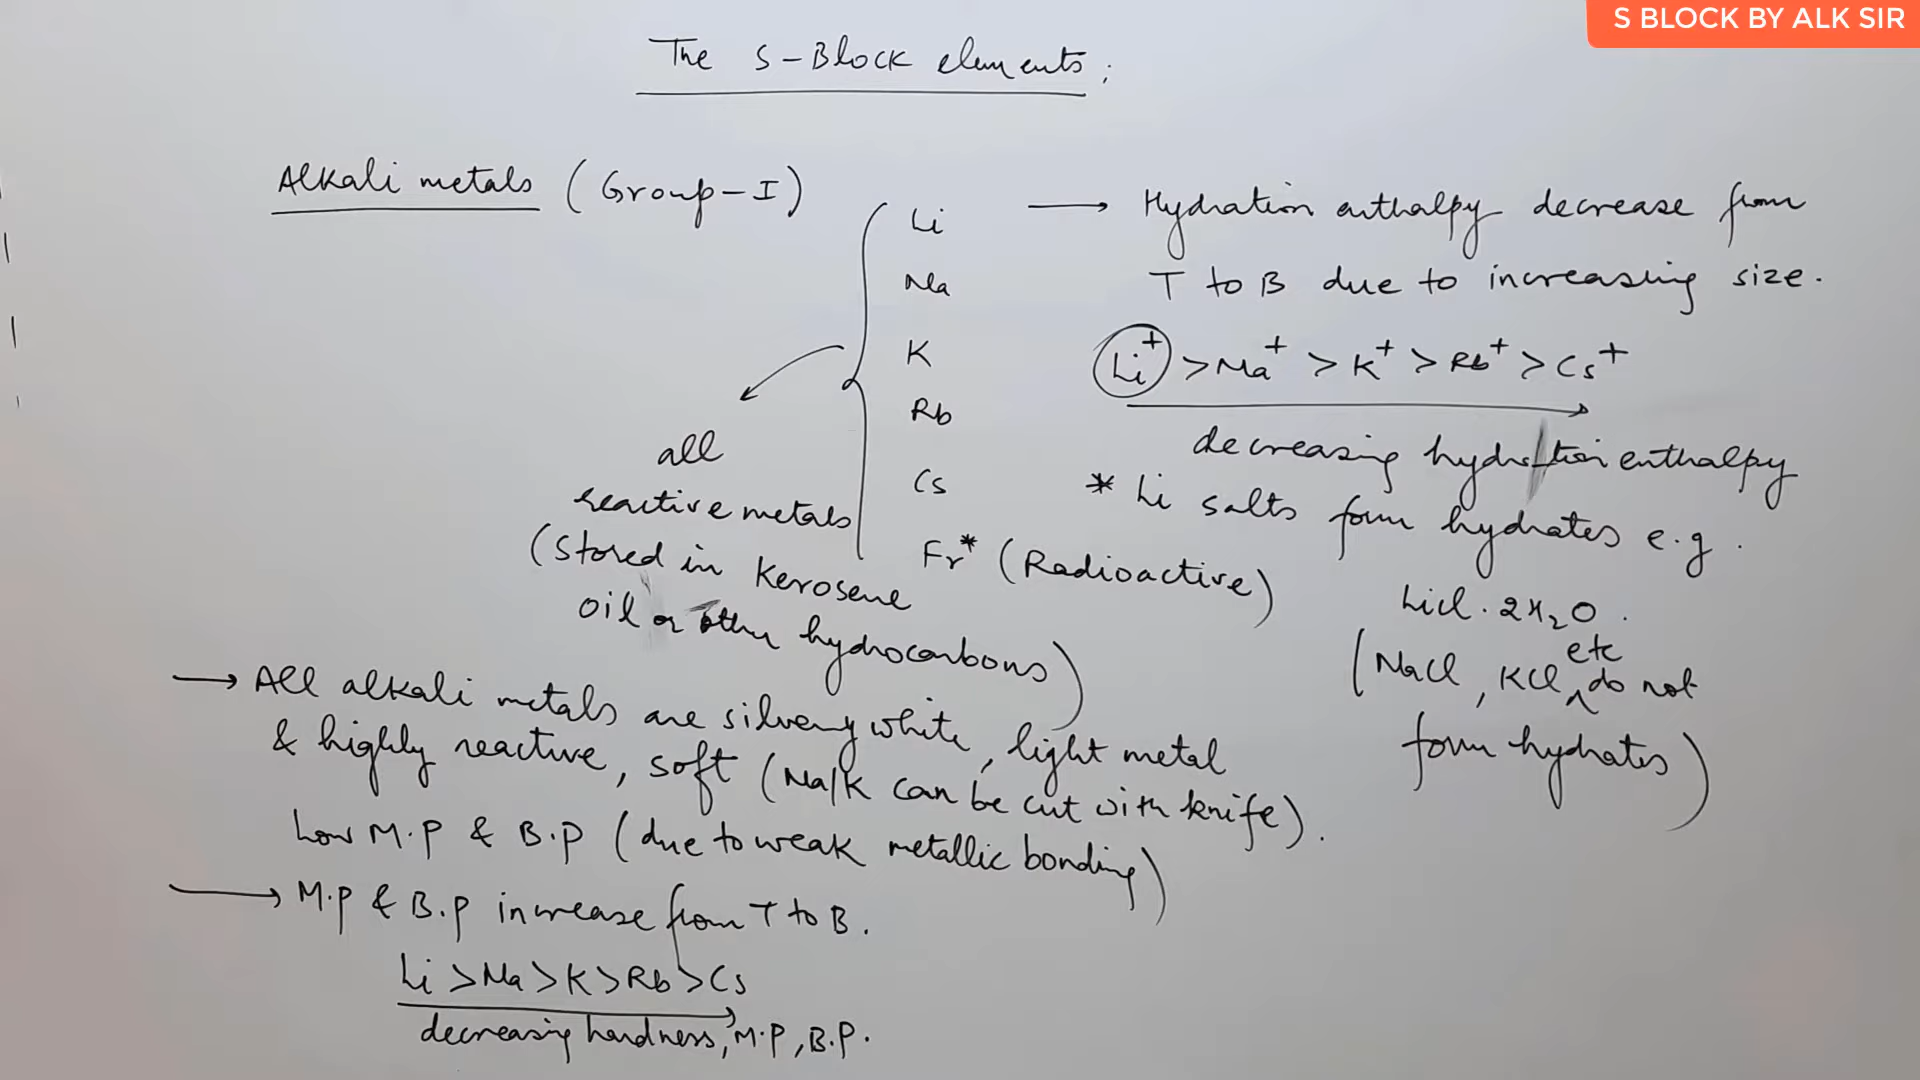 S BLOCK BY ALK SIR
The S-Block elements;
Alkali metals (Group-I)
Li
Na
K
Rb
Cs
Fr* (Radioactive)
all
reactive metals
(Stored in Kerosene
oil or other hydrocarbons)
→ Hydration enthalpy decrease from
T to B due to increasing size.
Li+ > Na+ > K+ > Rb+ > Cs+
decreasing hydration enthalpy
* Li salts form hydrates e.g.
LiCl. 2H₂O.
(NaCl, KCl ^etc do not
form hydrates)
→ All alkali metals are silvery white, light metal
& highly reactive, soft (Na/K can be cut with knife).
Low M.P & B.P (due to weak metallic bonding)
→ M.P & B.P increase from T to B.
Li > Na > K > Rb > Cs
decreasing hardness, M.P, B.P.